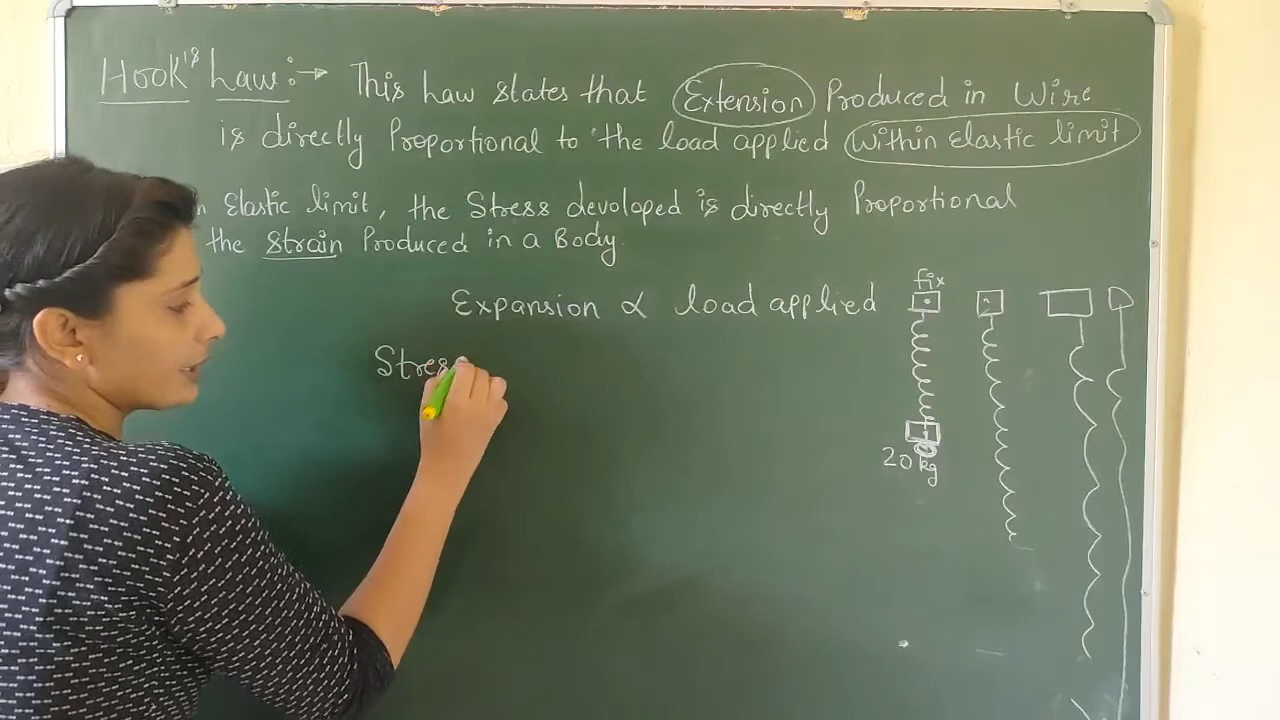 Hook's Law :→ This Law states that Extension Produced in Wire
is directly Proportional to the load applied within elastic limit
n Elastic limit, the Stress devoloped is directly Proportional
the Strain Produced in a Body.
Expansion ∝ load applied
fix
Stress
20 kg